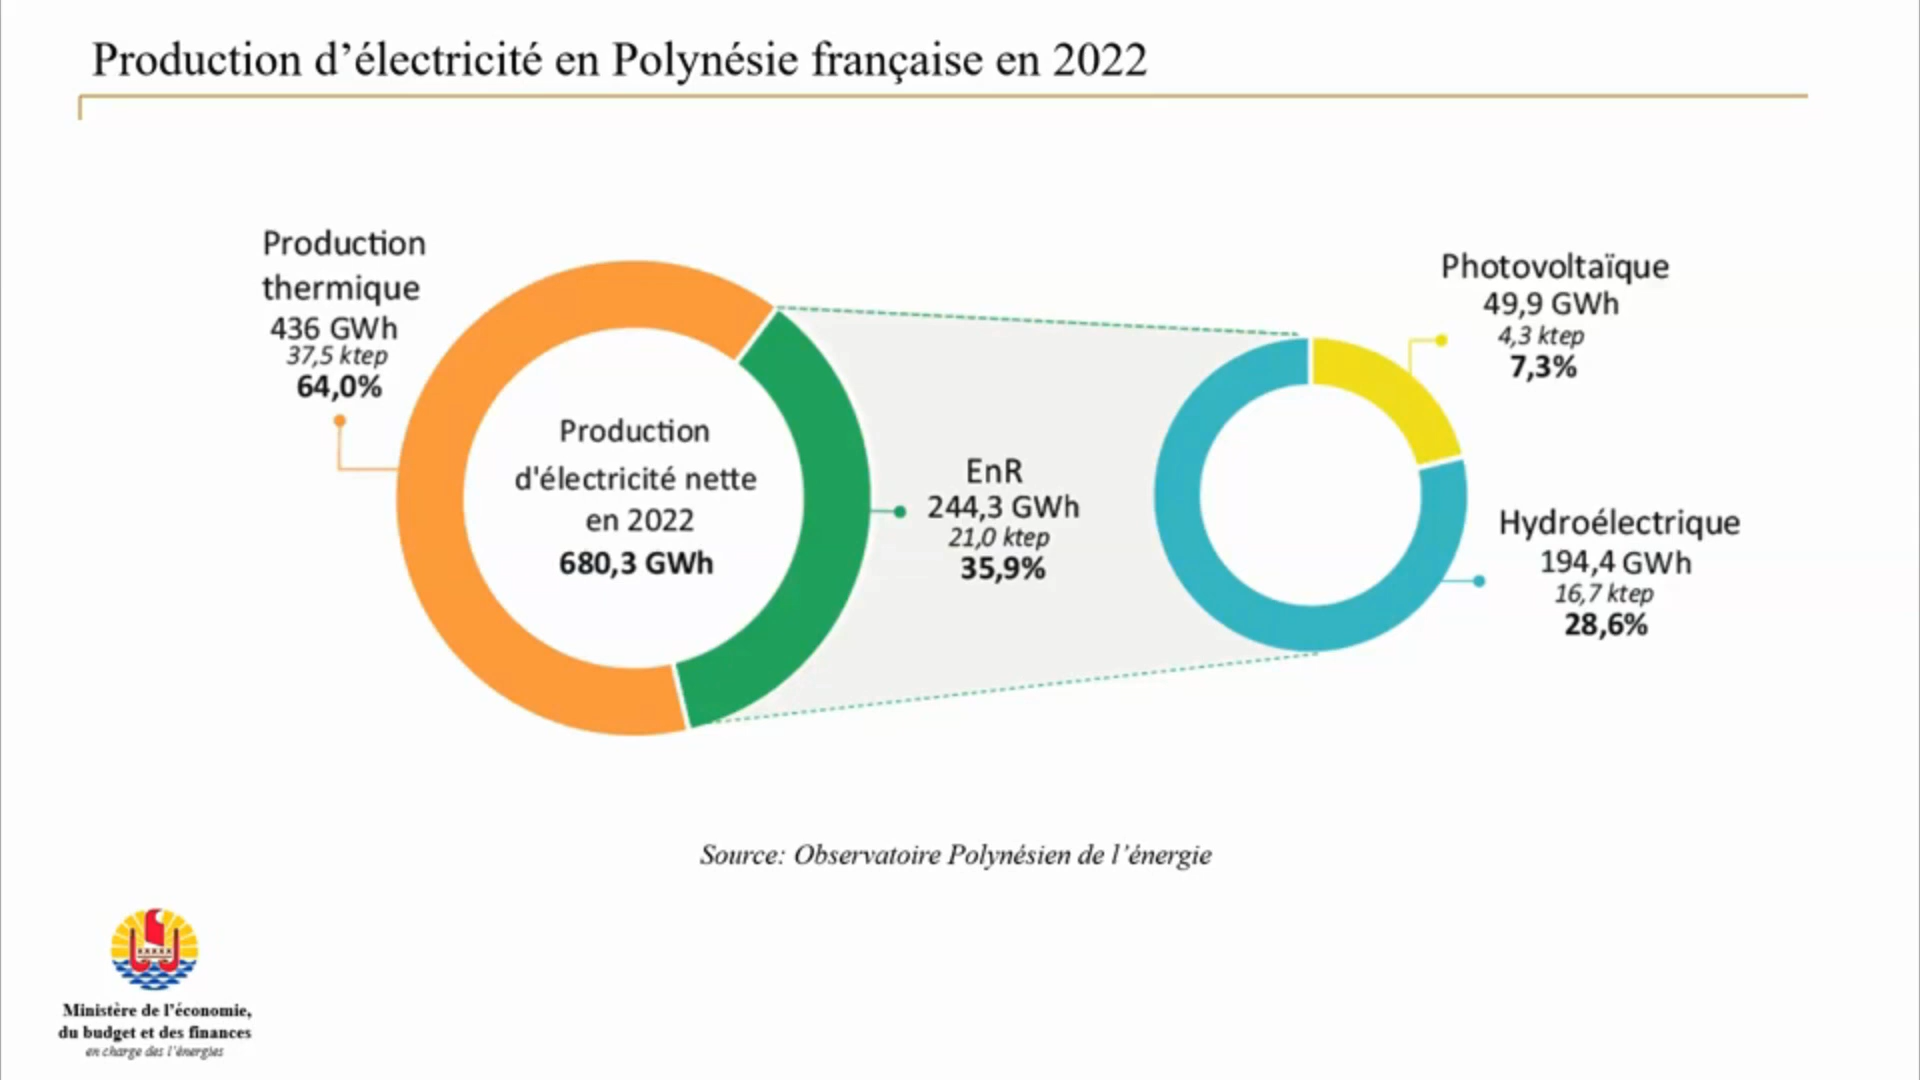 Production d’électricité en Polynésie française en 2022
Production
thermique
436 GWh
37,5 ktep
64,0%
Production
d'électricité nette
en 2022
680,3 GWh
EnR
244,3 GWh
21,0 ktep
35,9%
Photovoltaïque
49,9 GWh
4,3 ktep
7,3%
Hydroélectrique
194,4 GWh
16,7 ktep
28,6%
Source: Observatoire Polynésien de l’énergie
Ministère de l’économie,
du budget et des finances
en charge des l’énergies